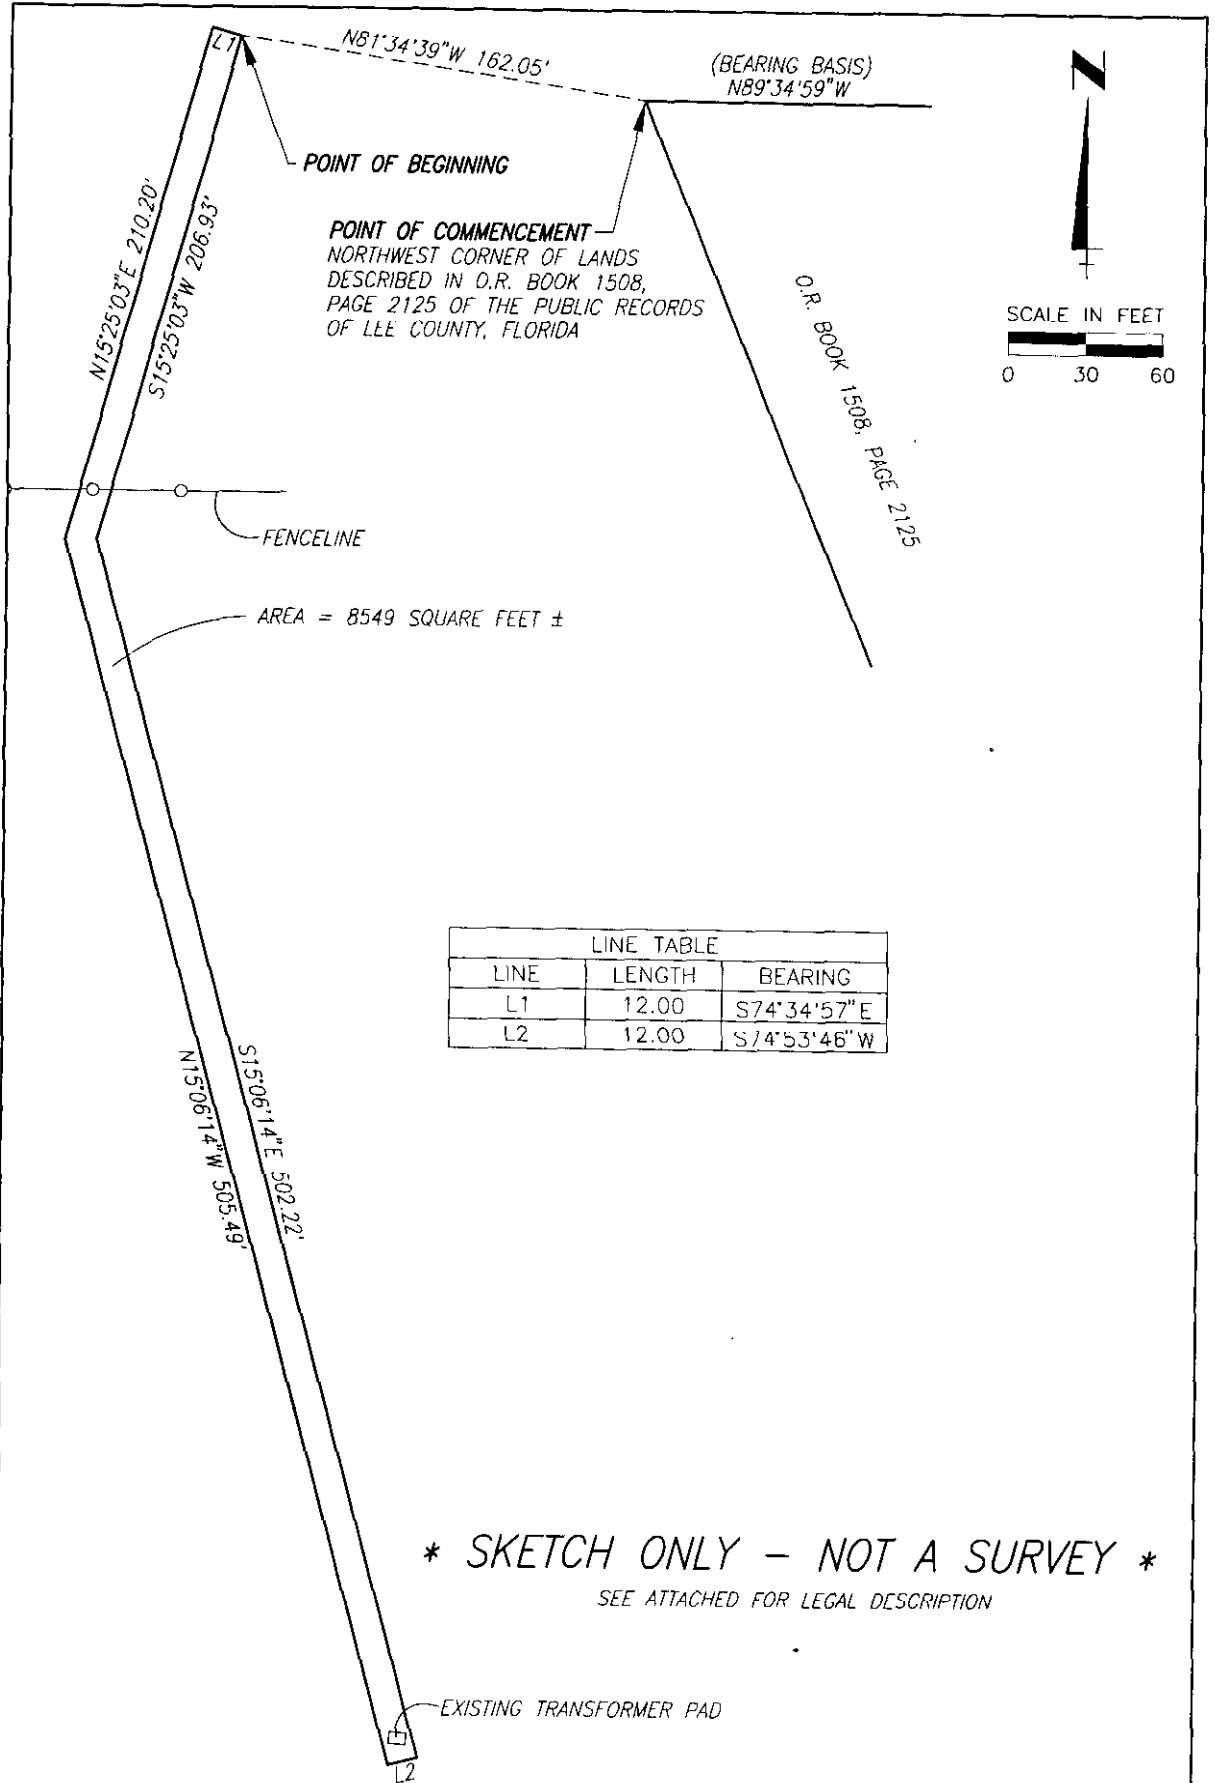 L1
N81°34'39"W 162.05'
(BEARING BASIS)
N89°34'59"W
N
POINT OF BEGINNING
N15°25'03"E 210.20'
S15°25'03"W 206.93'
POINT OF COMMENCEMENT
NORTHWEST CORNER OF LANDS
DESCRIBED IN O.R. BOOK 1508,
PAGE 2125 OF THE PUBLIC RECORDS
OF LEE COUNTY, FLORIDA
O.R. BOOK 1508, PAGE 2125
SCALE IN FEET
0 30 60
FENCELINE
AREA = 8549 SQUARE FEET ±
LINE TABLE
LINE LENGTH BEARING
L1 12.00 S74°34'57"E
L2 12.00 S74°53'46"W
S15°06'14"E 502.22'
N15°06'14"W 505.49'
* SKETCH ONLY – NOT A SURVEY *
SEE ATTACHED FOR LEGAL DESCRIPTION
EXISTING TRANSFORMER PAD
L2